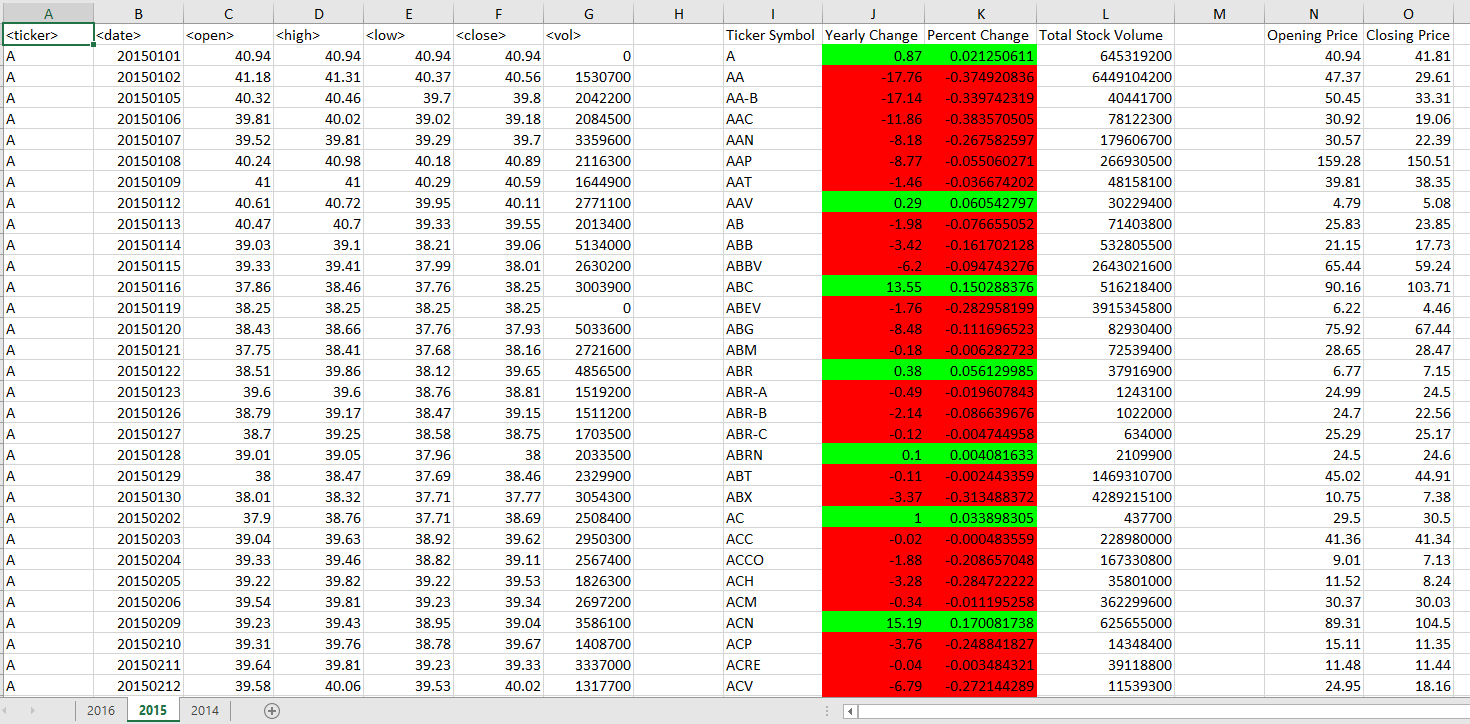 A B C D E F G H I J K L M N O
<ticker> <date> <open> <high> <low> <close> <vol> Ticker Symbol Yearly Change Percent Change Total Stock Volume Opening Price Closing Price
A 20150101 40.94 40.94 40.94 40.94 0 A 0.87 0.021250611 645319200 40.94 41.81
A 20150102 41.18 41.31 40.37 40.56 1530700 AA -17.76 -0.374920836 6449104200 47.37 29.61
A 20150105 40.32 40.46 39.7 39.8 2042200 AA-B -17.14 -0.339742319 40441700 50.45 33.31
A 20150106 39.81 40.02 39.02 39.18 2084500 AAC -11.86 -0.383570505 78122300 30.92 19.06
A 20150107 39.52 39.81 39.29 39.7 3359600 AAN -8.18 -0.267582597 179606700 30.57 22.39
A 20150108 40.24 40.98 40.18 40.89 2116300 AAP -8.77 -0.055060271 266930500 159.28 150.51
A 20150109 41 41 40.29 40.59 1644900 AAT -1.46 -0.036674202 48158100 39.81 38.35
A 20150112 40.61 40.72 39.95 40.11 2771100 AAV 0.29 0.060542797 30229400 4.79 5.08
A 20150113 40.47 40.7 39.33 39.55 2013400 AB -1.98 -0.076655052 71403800 25.83 23.85
A 20150114 39.03 39.1 38.21 39.06 5134000 ABB -3.42 -0.161702128 532805500 21.15 17.73
A 20150115 39.33 39.41 37.99 38.01 2630200 ABBV -6.2 -0.094743276 2643021600 65.44 59.24
A 20150116 37.86 38.46 37.76 38.25 3003900 ABC 13.55 0.150288376 516218400 90.16 103.71
A 20150119 38.25 38.25 38.25 38.25 0 ABEV -1.76 -0.282958199 3915345800 6.22 4.46
A 20150120 38.43 38.66 37.76 37.93 5033600 ABG -8.48 -0.111696523 82930400 75.92 67.44
A 20150121 37.75 38.41 37.68 38.16 2721600 ABM -0.18 -0.006282723 72539400 28.65 28.47
A 20150122 38.51 39.86 38.12 39.65 4856500 ABR 0.38 0.056129985 37916900 6.77 7.15
A 20150123 39.6 39.6 38.76 38.81 1519200 ABR-A -0.49 -0.019607843 1243100 24.99 24.5
A 20150126 38.79 39.17 38.47 39.15 1511200 ABR-B -2.14 -0.086639676 1022000 24.7 22.56
A 20150127 38.7 39.25 38.58 38.75 1703500 ABR-C -0.12 -0.004744958 634000 25.29 25.17
A 20150128 39.01 39.05 37.96 38 2033500 ABRN 0.1 0.004081633 2109900 24.5 24.6
A 20150129 38 38.47 37.69 38.46 2329900 ABT -0.11 -0.002443359 1469310700 45.02 44.91
A 20150130 38.01 38.32 37.71 37.77 3054300 ABX -3.37 -0.313488372 4289215100 10.75 7.38
A 20150202 37.9 38.76 37.71 38.69 2508400 AC 1 0.033898305 437700 29.5 30.5
A 20150203 39.04 39.63 38.92 39.62 2950300 ACC -0.02 -0.000483559 228980000 41.36 41.34
A 20150204 39.33 39.46 38.82 39.11 2567400 ACCO -1.88 -0.208657048 167330800 9.01 7.13
A 20150205 39.22 39.82 39.22 39.53 1826300 ACH -3.28 -0.284722222 35801000 11.52 8.24
A 20150206 39.54 39.81 39.23 39.34 2697200 ACM -0.34 -0.011195258 362299600 30.37 30.03
A 20150209 39.23 39.43 38.95 39.04 3586100 ACN 15.19 0.170081738 625655000 89.31 104.5
A 20150210 39.31 39.76 38.78 39.67 1408700 ACP -3.76 -0.248841827 14348400 15.11 11.35
A 20150211 39.64 39.81 39.23 39.33 3337000 ACRE -0.04 -0.003484321 39118800 11.48 11.44
A 20150212 39.58 40.06 39.53 40.02 1317700 ACV -6.79 -0.272144289 11539300 24.95 18.16
2016 2015 2014